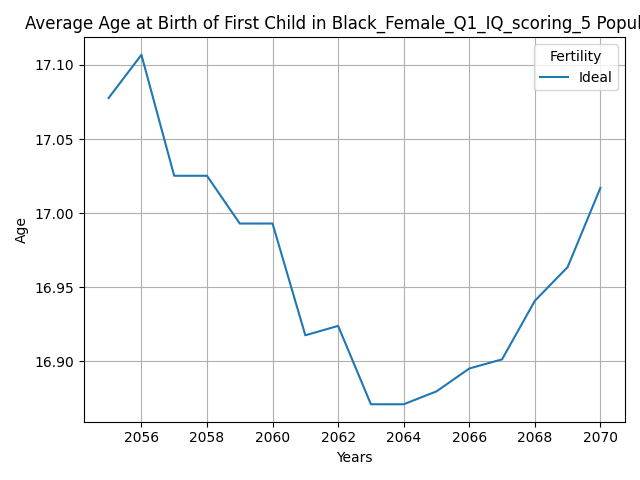 Average Age at Birth of First Child in Black_Female_Q1_IQ_scoring_5 Popul
Fertility
Ideal
17.10
17.05
17.00
16.95
16.90
Age
2056 2058 2060 2062 2064 2066 2068 2070
Years